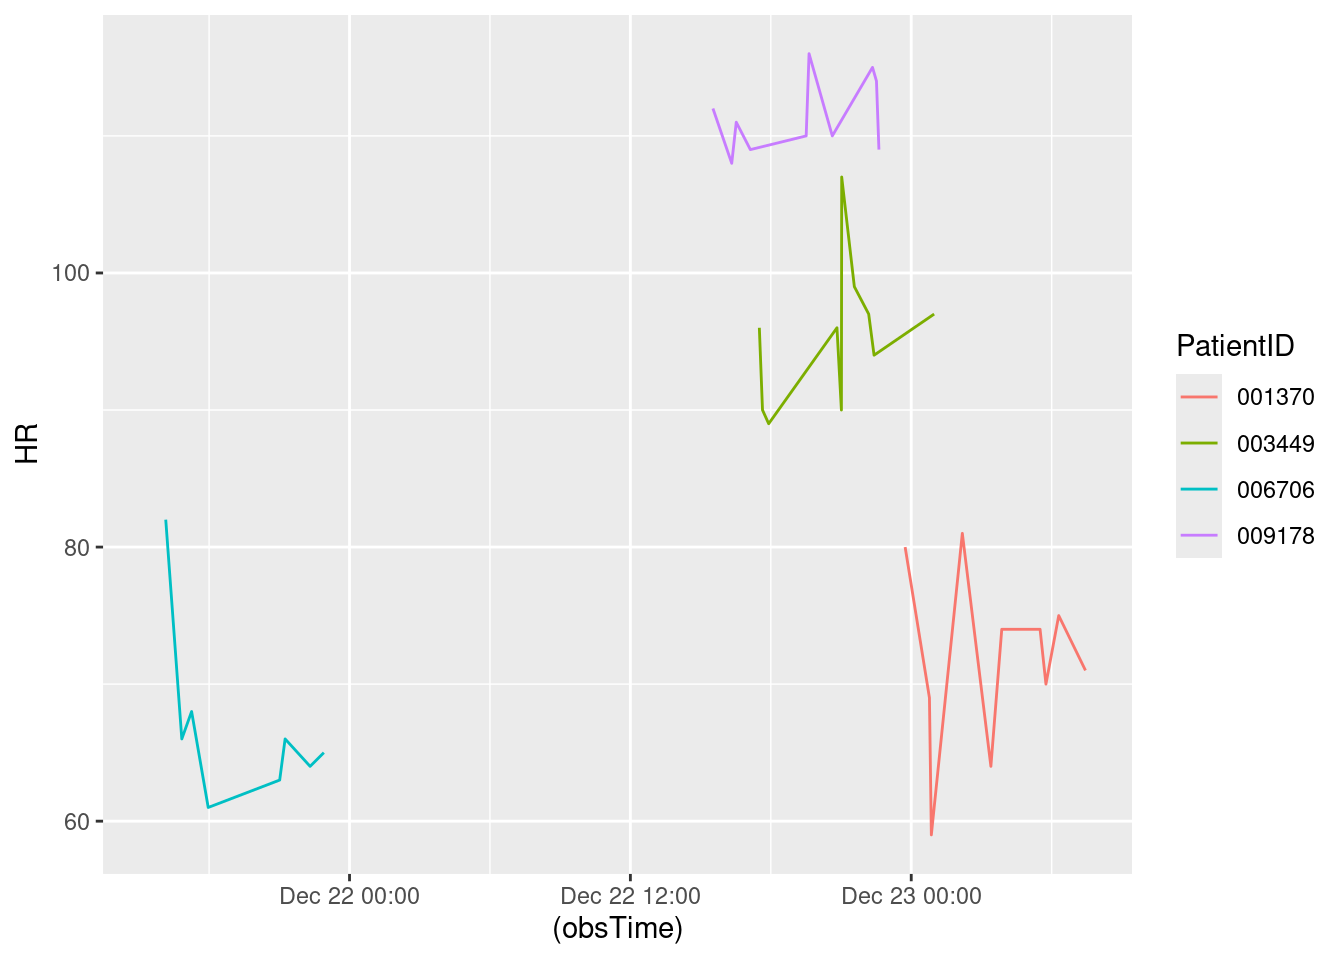 HR
100
80
60
Dec 22 00:00
Dec 22 12:00
Dec 23 00:00
(obsTime)
PatientID
001370
003449
006706
009178